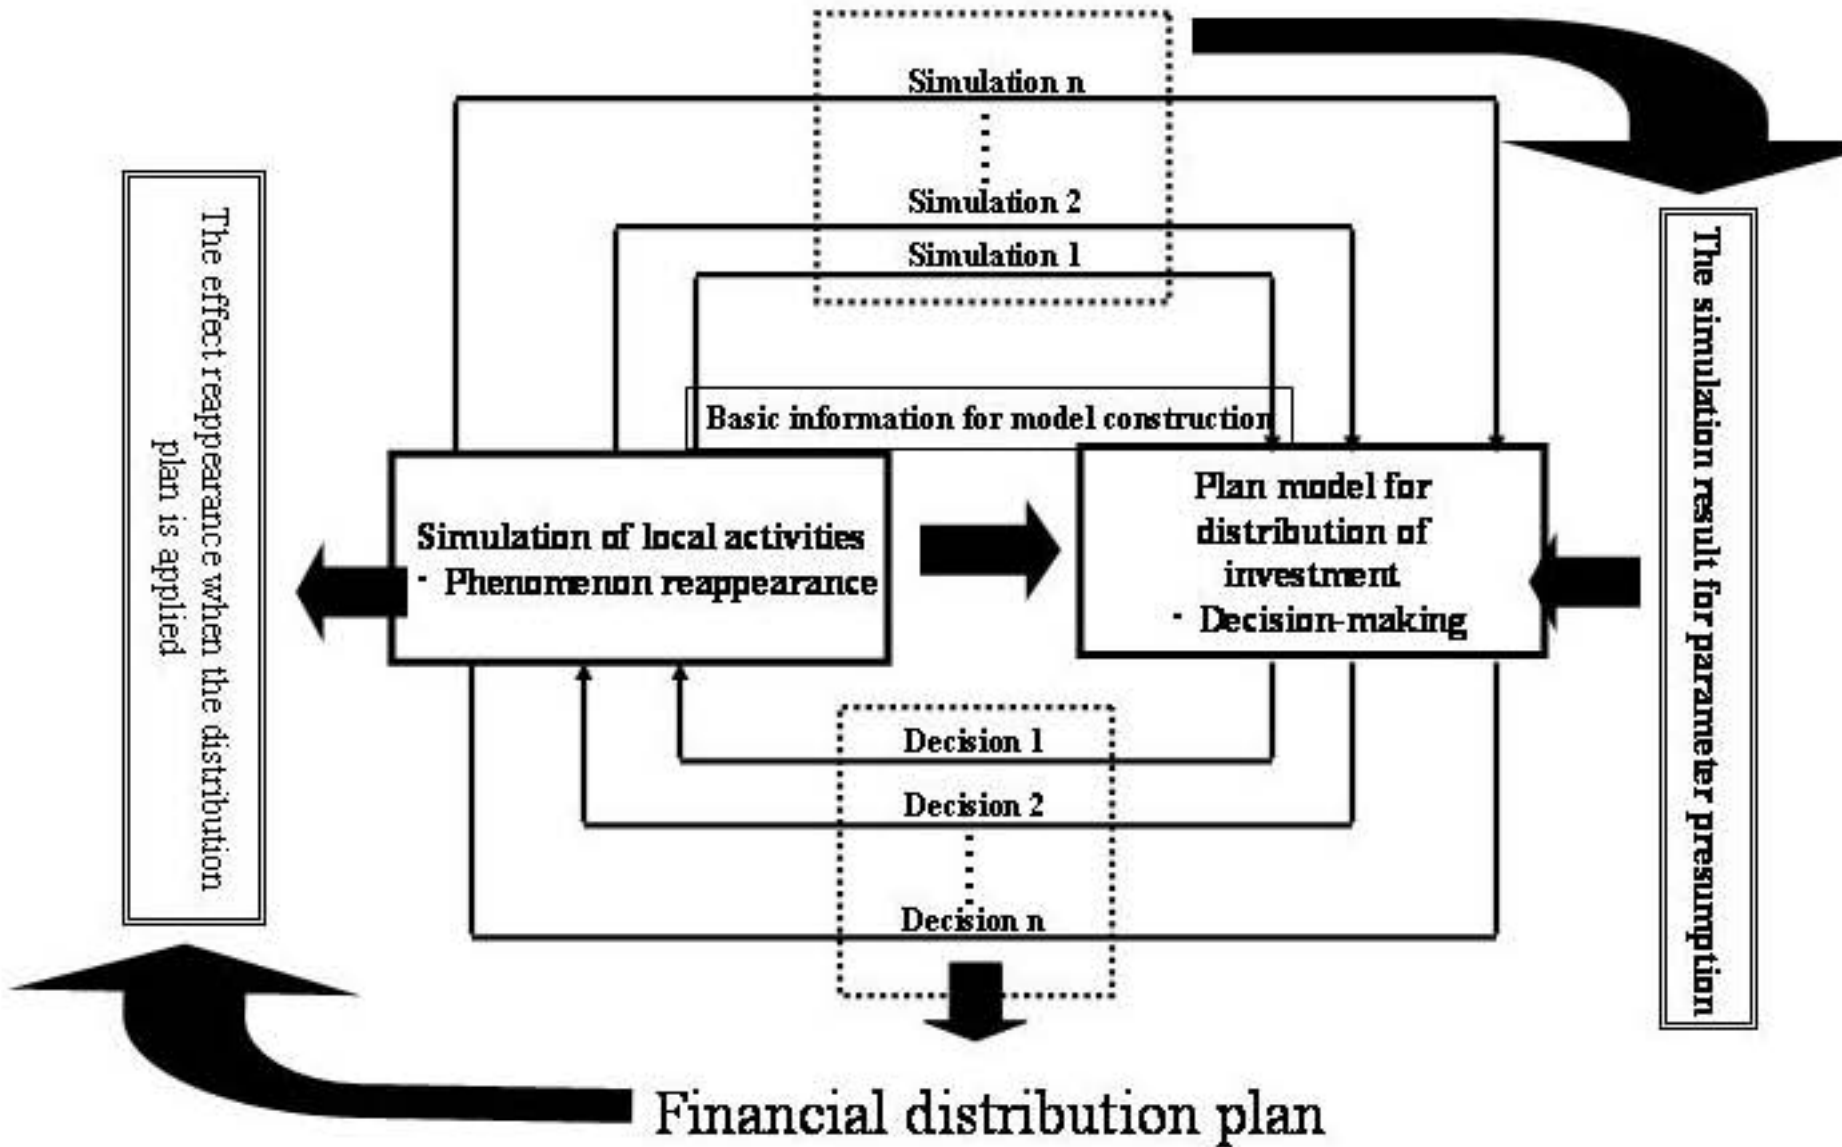 Simulation n
Simulation 2
Simulation 1
Basic information for model construction
Simulation of local activities
· Phenomenon reappearance
Plan model for
distribution of
investment
· Decision-making
Decision 1
Decision 2
Decision n
The effect reappearance when the distribution
plan is applied
The simulation result for parameter presumption
Financial distribution plan